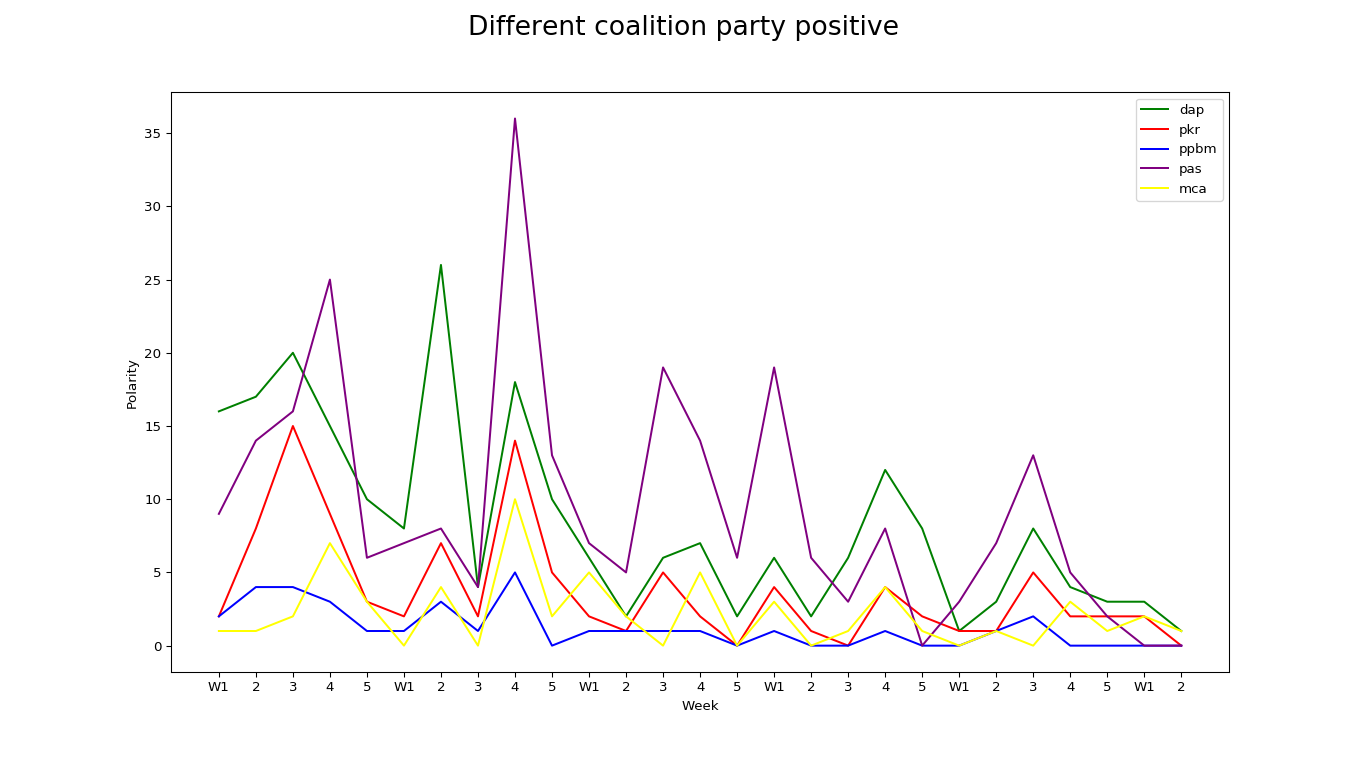 Different coalition party positive
dap
pkr
ppbm
pas
mca
35
30
25
20
15
10
5
0
Polarity
W1 2 3 4 5 W1 2 3 4 5 W1 2 3 4 5 W1 2 3 4 5 W1 2 3 4 5 W1 2
Week